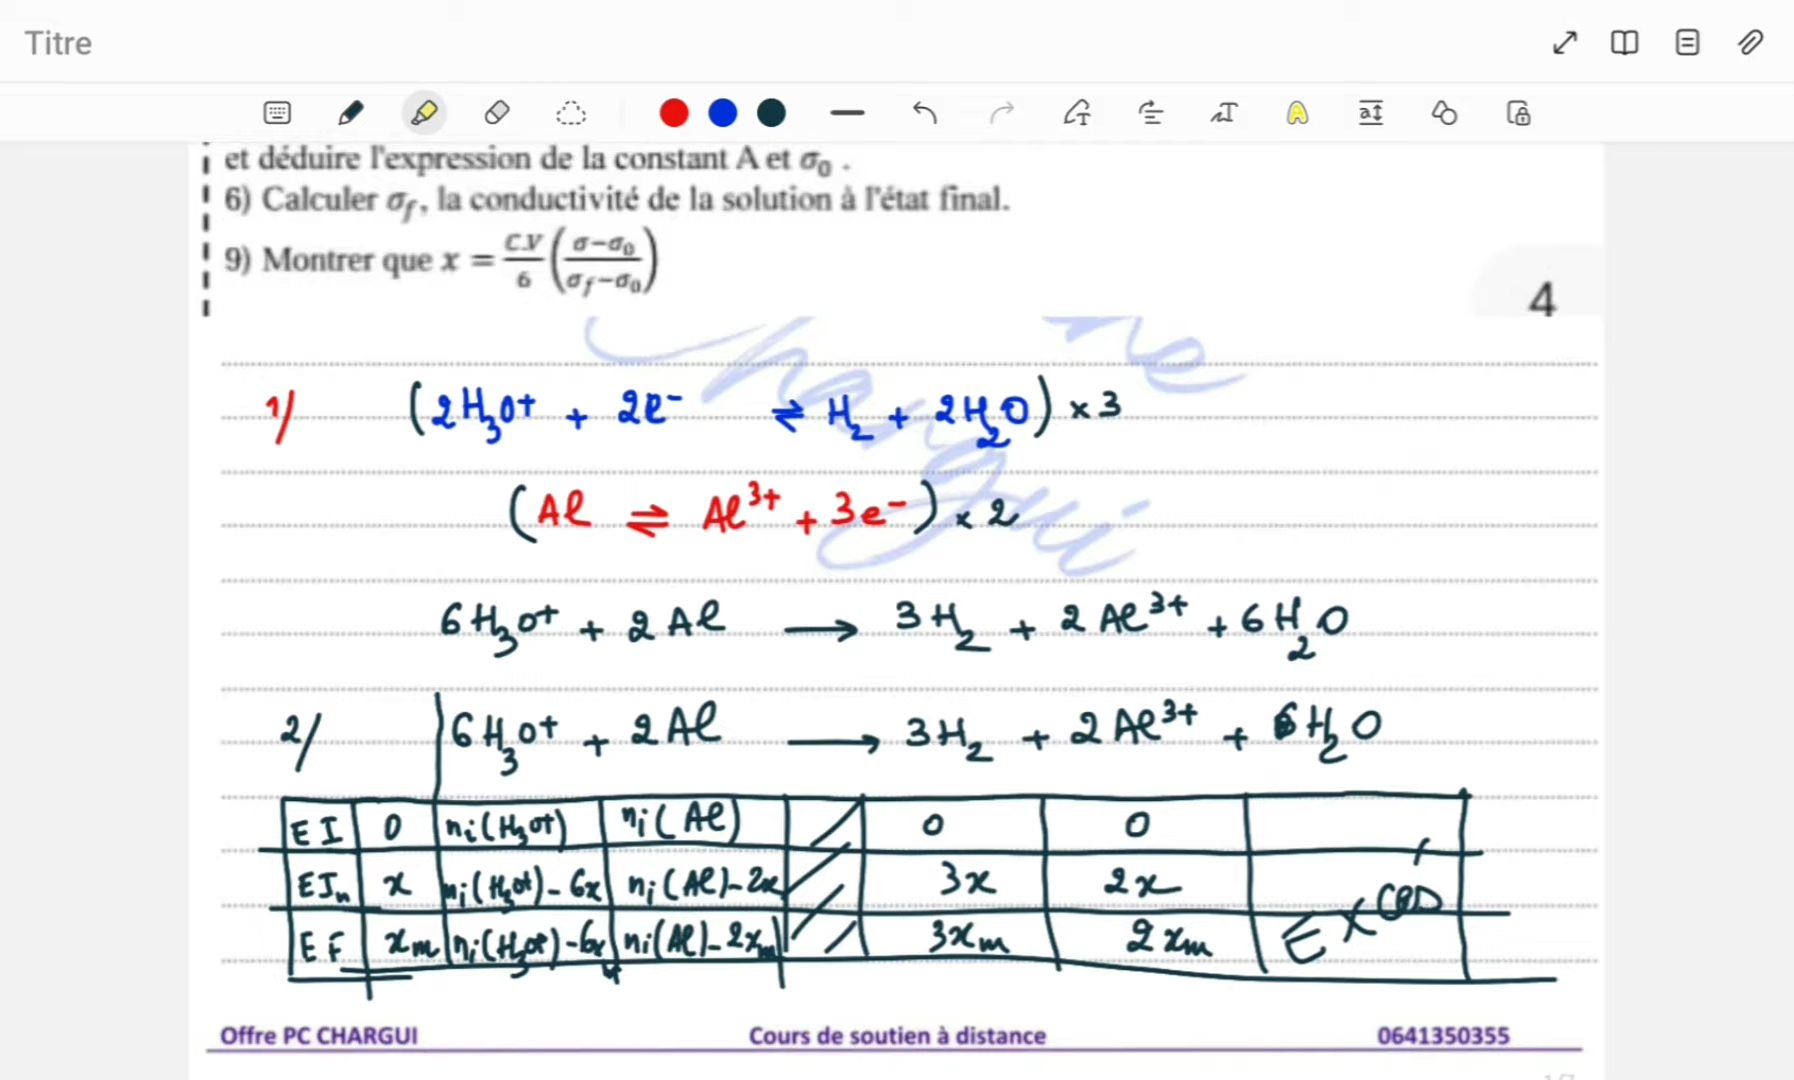 Titre
et déduire l'expression de la constant A et σ₀ .
6) Calculer σf, la conductivité de la solution à l'état final.
9) Montrer que x = C.V/6 (σ−σ₀/σf−σ₀)
4
1/ (2H₃O⁺ + 2e⁻ ⇌ H₂ + 2H₂O) × 3
(Al ⇌ Al³⁺ + 3e⁻) × 2
6H₃O⁺ + 2Al → 3H₂ + 2Al³⁺ + 6H₂O
2/ 6H₃O⁺ + 2Al → 3H₂ + 2Al³⁺ + 6H₂O
EI 0 nᵢ(H₃O⁺) nᵢ(Al) 0 0
EIn x nᵢ(H₃O⁺)-6x nᵢ(Al)-2x 3x 2x
EF xm nᵢ(H₃O⁺)-6xm nᵢ(Al)-2xm 3xm 2xm
Offre PC CHARGUI Cours de soutien à distance 0641350355